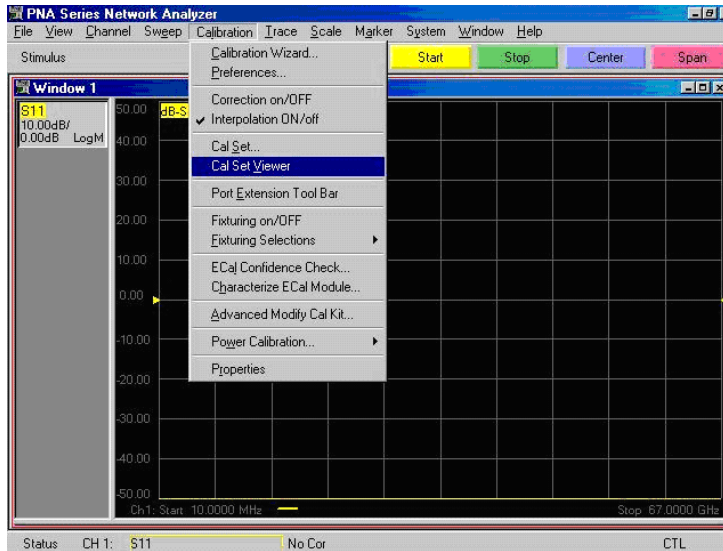 PNA Series Network Analyzer
File View Channel Sweep Calibration Trace Scale Marker System Window Help
Stimulus
Start Stop Center Span
Calibration Wizard...
Preferences...
Correction on/OFF
Interpolation ON/off
Cal Set...
Cal Set Viewer
Port Extension Tool Bar
Fixturing on/OFF
Fixturing Selections
ECal Confidence Check...
Characterize ECal Module...
Advanced Modify Cal Kit...
Power Calibration...
Properties
Window 1
S11
10.00dB/
0.00dB LogM
50.00 dB-S
40.00
30.00
20.00
10.00
0.00
-10.00
-20.00
-30.00
-40.00
-50.00
Ch1: Start 10.0000 MHz
Stop 67.0000 GHz
Status CH 1: S11 No Cor CTL